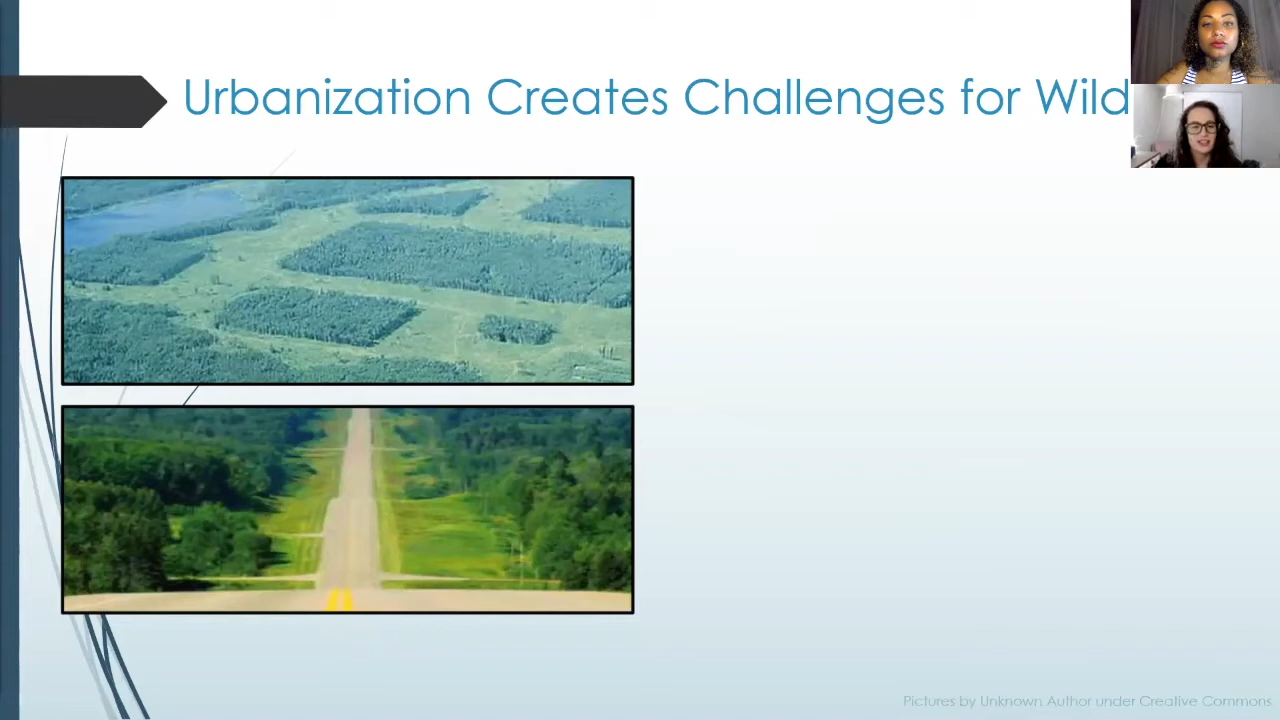 Urbanization Creates Challenges for Wild
Pictures by Unknown Author under Creative Commons